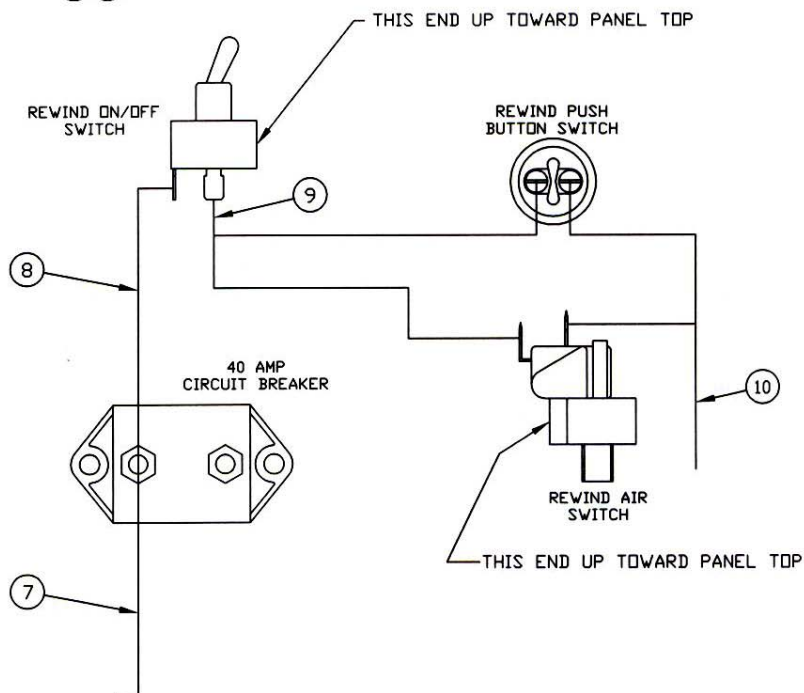 THIS END UP TOWARD PANEL TOP
REWIND ON/OFF
SWITCH
REWIND PUSH
BUTTON SWITCH
9
8
40 AMP
CIRCUIT BREAKER
10
REWIND AIR
SWITCH
THIS END UP TOWARD PANEL TOP
7